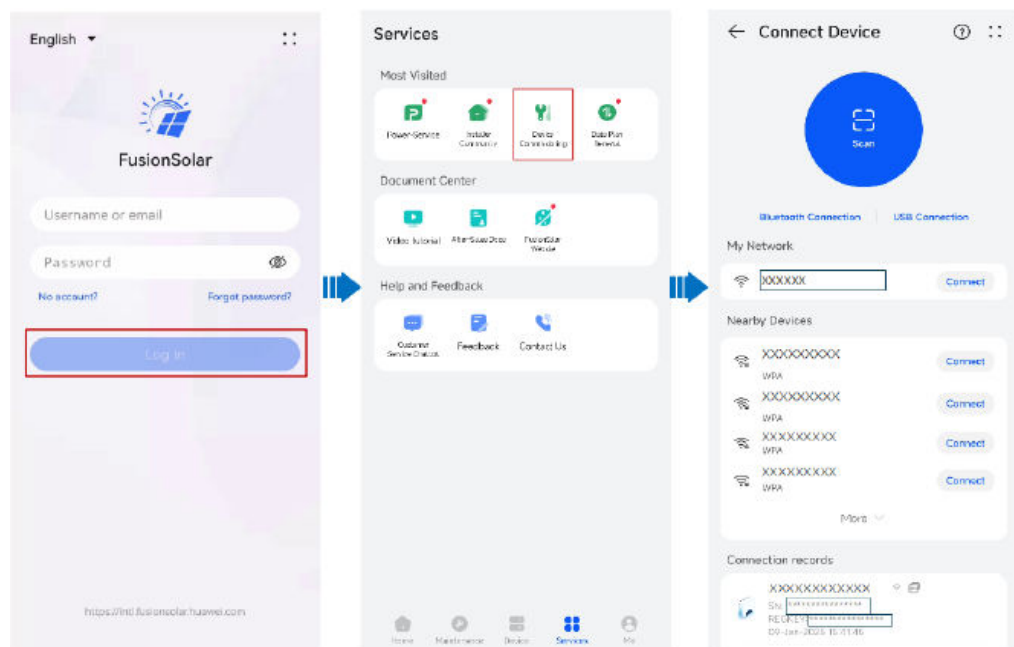 English
FusionSolar
Username or email
Password
No account?
Forgot password?
Log In
https://intl.fusionsolar.huawei.com
Services
Most Visited
Power-Service
Installer Community
Device Commissioning
Data Plan Renewal
Document Center
Video Tutorial
After-Sales Docs
FusionSolar Website
Help and Feedback
Customer Service Chatbot
Feedback
Contact Us
Home
Maintenance
Device
Services
Me
Connect Device
Scan
Bluetooth Connection
USB Connection
My Network
XXXXXX
Connect
Nearby Devices
XXXXXXXXXX
WPA
Connect
XXXXXXXXXX
WPA
Connect
XXXXXXXXX
WPA
Connect
XXXXXXXXX
WPA
Connect
More
Connection records
XXXXXXXXXXXX
SN:
REGKEY: